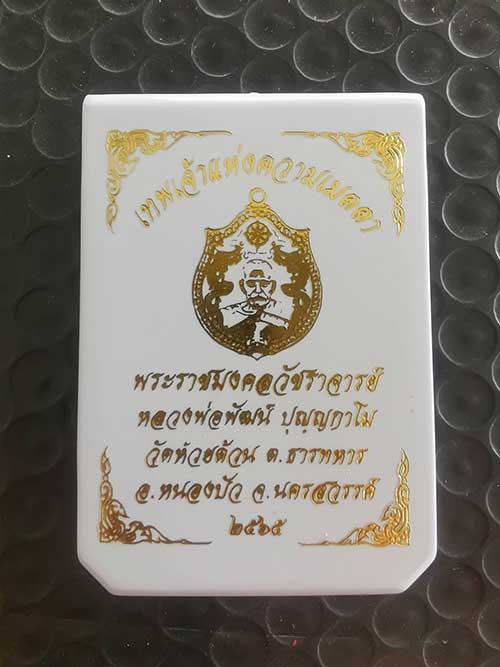 เทพเจ้าแห่งความเมตตา
พระราชมงคลวัชราจารย์
หลวงพ่อพัฒน์ ปุญญกาโม
วัดห้วยด้วน ต.ธารทหาร
อ.หนองบัว จ.นครสวรรค์
๒๕๖๕